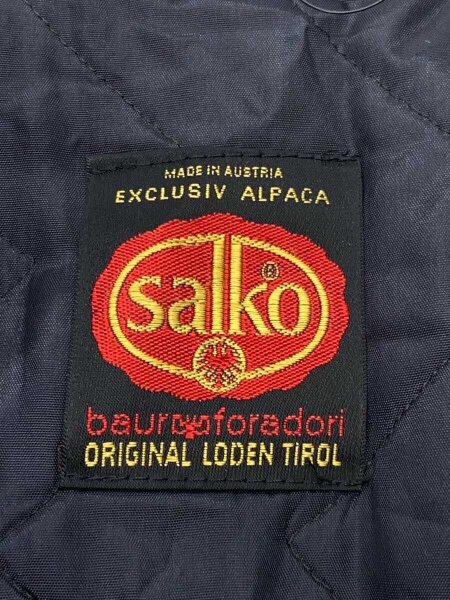 MADE IN AUSTRIA
EXCLUSIV ALPACA
salko®
baur foradori
ORIGINAL LODEN TIROL